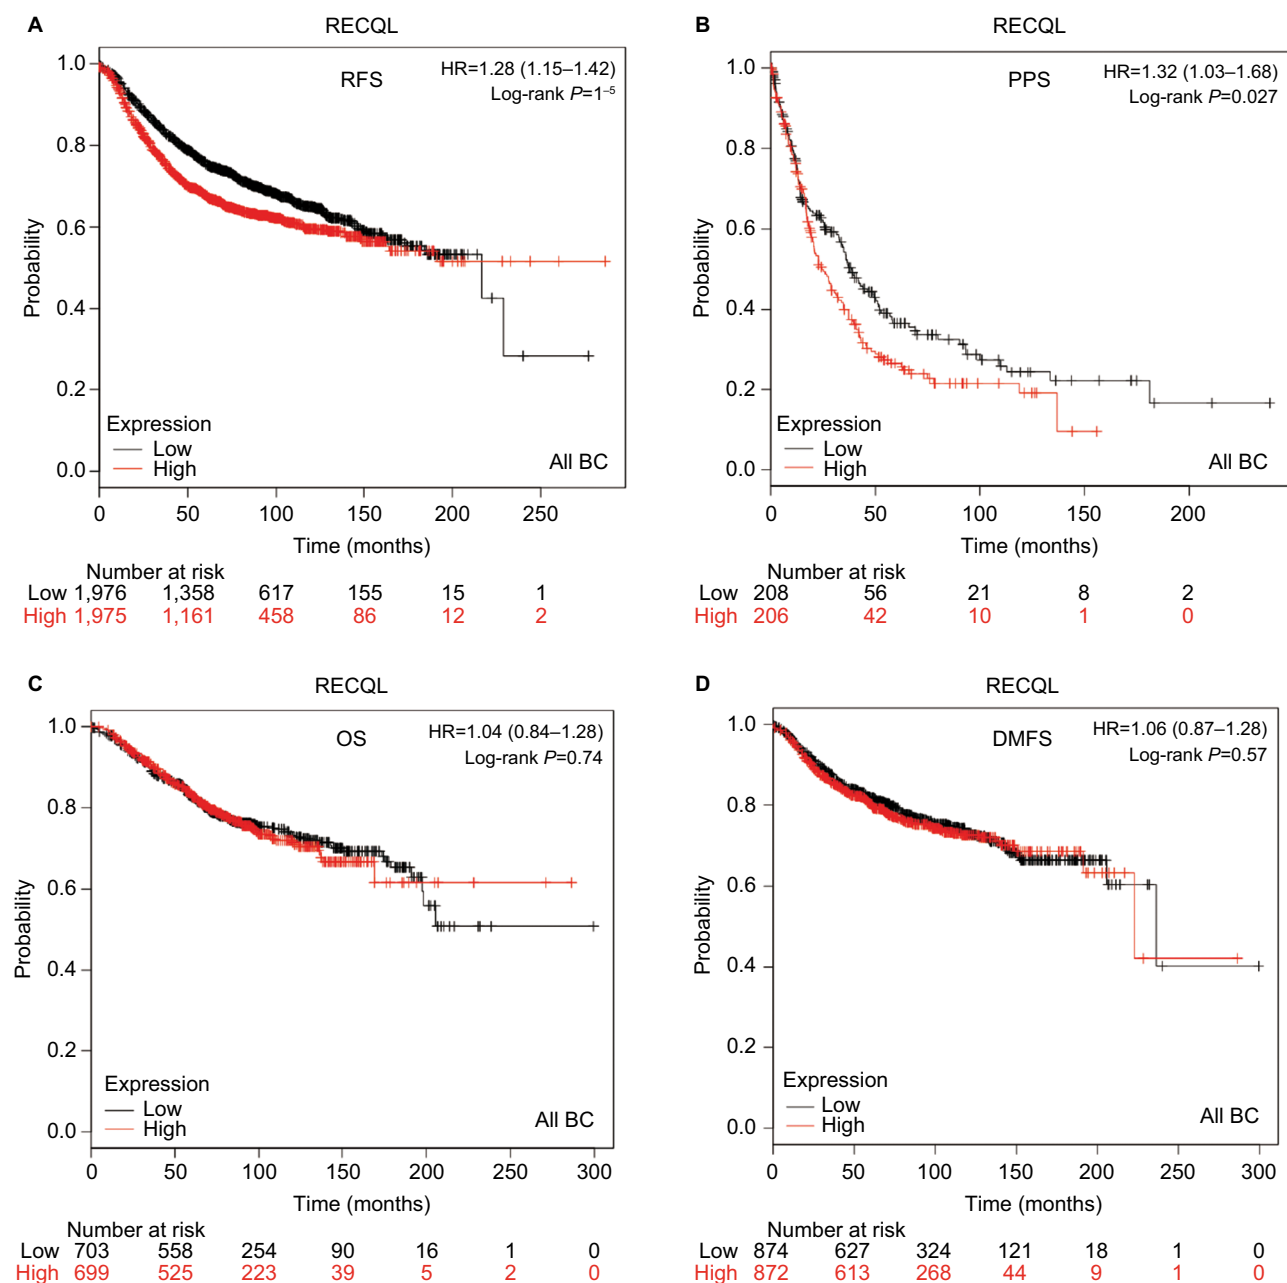 A
RECQL
RFS
HR=1.28 (1.15–1.42)
Log-rank P=1⁻⁵
1.0
0.8
0.6
0.4
0.2
0.0
Probability
Expression
Low
High
All BC
0 50 100 150 200 250
Time (months)
Number at risk
Low 1,976 1,358 617 155 15 1
High 1,975 1,161 458 86 12 2
B
RECQL
PPS
HR=1.32 (1.03–1.68)
Log-rank P=0.027
1.0
0.8
0.6
0.4
0.2
0.0
Probability
Expression
Low
High
All BC
0 50 100 150 200
Time (months)
Number at risk
Low 208 56 21 8 2
High 206 42 10 1 0
C
RECQL
OS
HR=1.04 (0.84–1.28)
Log-rank P=0.74
1.0
0.8
0.6
0.4
0.2
0.0
Probability
Expression
Low
High
All BC
0 50 100 150 200 250 300
Time (months)
Number at risk
Low 703 558 254 90 16 1 0
High 699 525 223 39 5 2 0
D
RECQL
DMFS
HR=1.06 (0.87–1.28)
Log-rank P=0.57
1.0
0.8
0.6
0.4
0.2
0.0
Probability
Expression
Low
High
All BC
0 50 100 150 200 250 300
Time (months)
Number at risk
Low 874 627 324 121 18 1 0
High 872 613 268 44 9 1 0